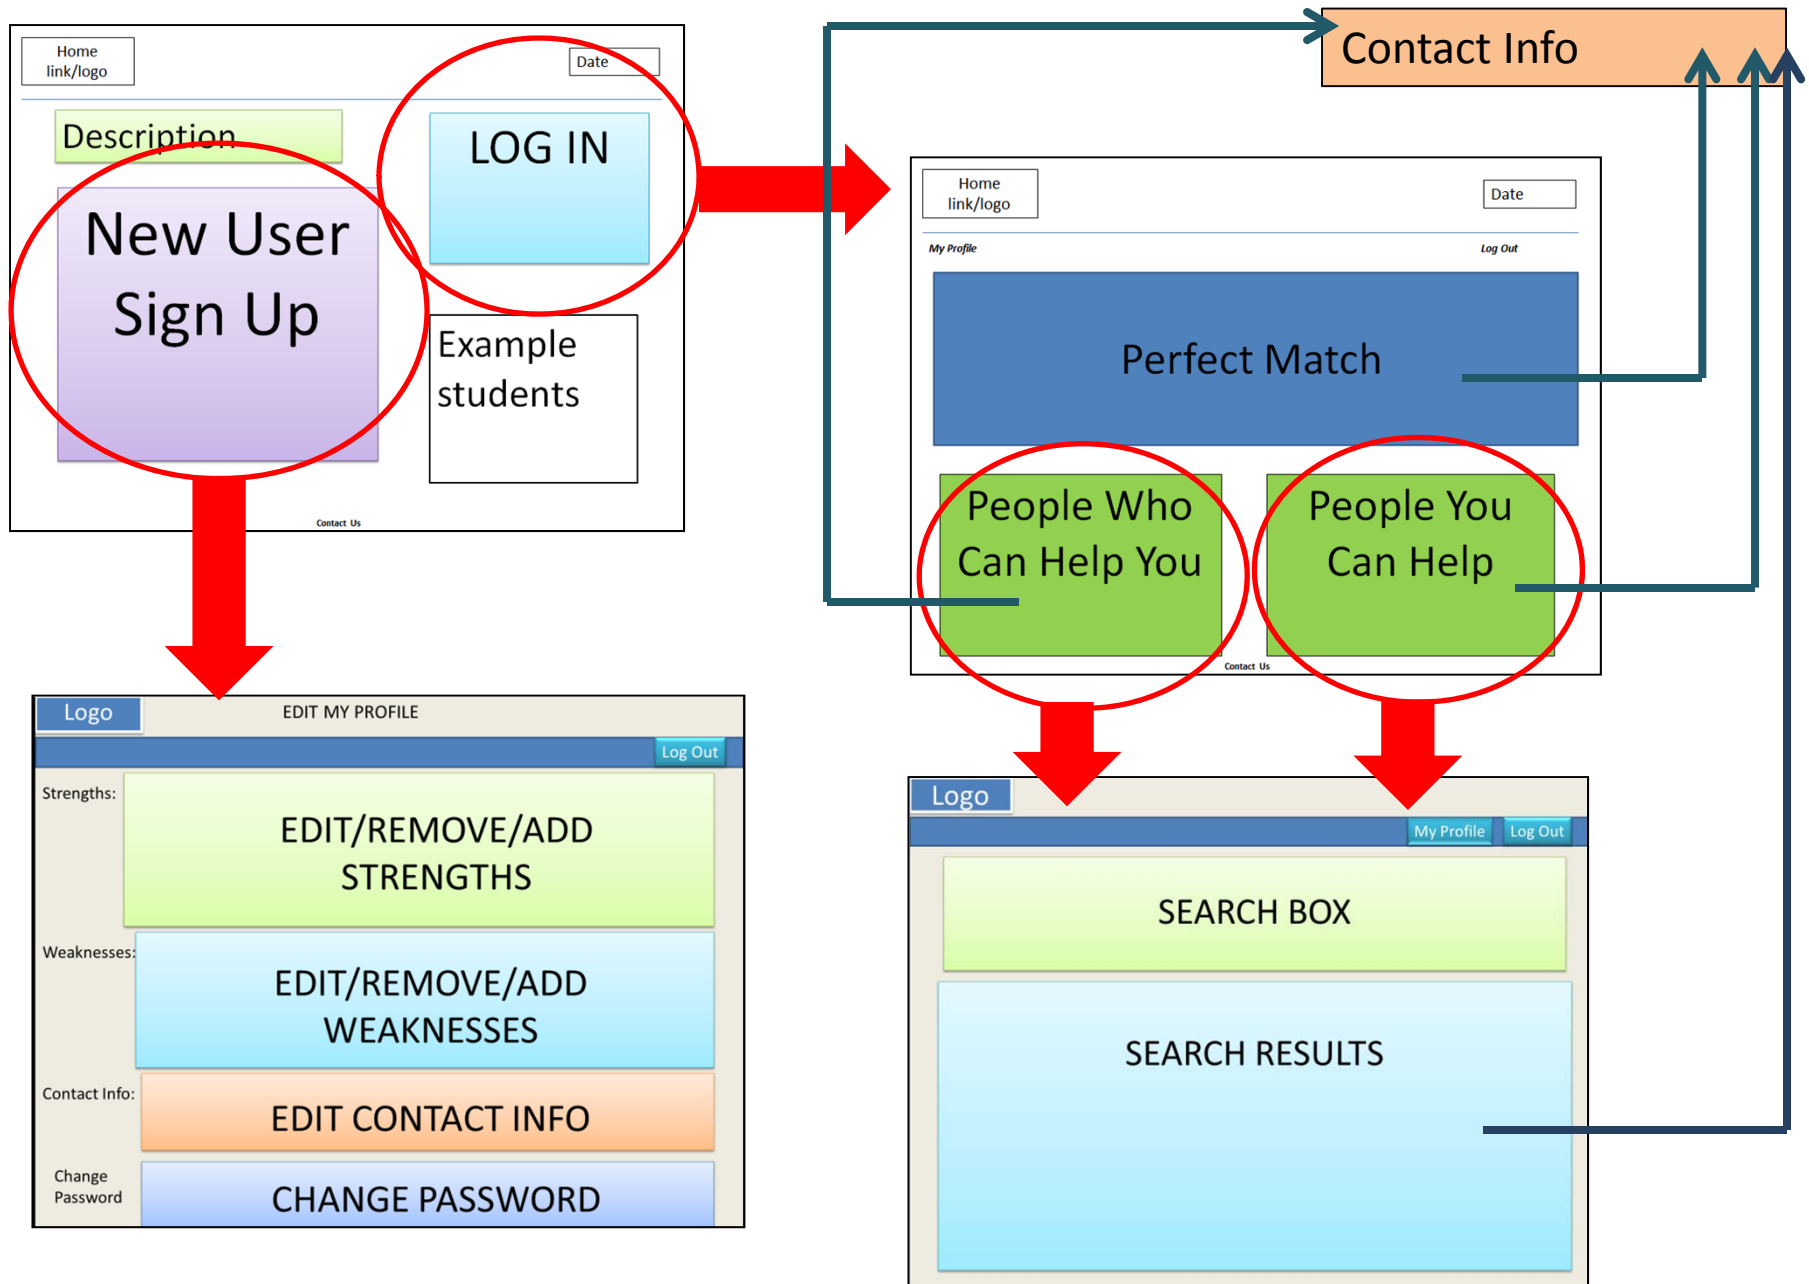 Home
link/logo
Date
Description
LOG IN
New User
Sign Up
Example
students
Contact Us
Contact Info
Home
link/logo
Date
My Profile
Log Out
Perfect Match
People Who
Can Help You
People You
Can Help
Contact Us
Logo
EDIT MY PROFILE
Log Out
Strengths:
EDIT/REMOVE/ADD
STRENGTHS
Weaknesses:
EDIT/REMOVE/ADD
WEAKNESSES
Contact Info:
EDIT CONTACT INFO
Change
Password
CHANGE PASSWORD
Logo
My Profile
Log Out
SEARCH BOX
SEARCH RESULTS